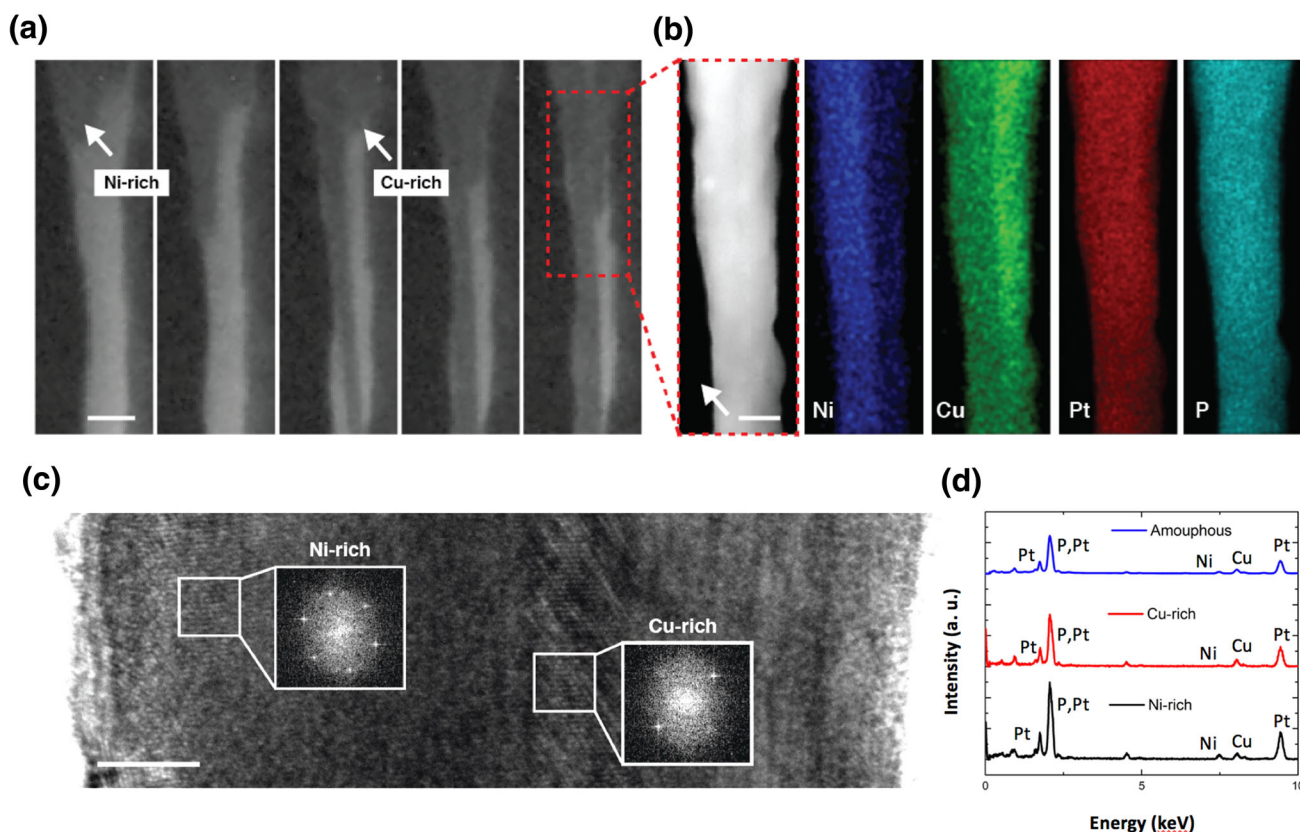 (a)
(b)
Ni-rich
Cu-rich
Ni
Cu
Pt
P
(c)
(d)
Ni-rich
Cu-rich
Intensity (a. u.)
Amouphous
Pt
P,Pt
Ni
Cu
Pt
Cu-rich
Pt
P,Pt
Ni
Cu
Pt
Ni-rich
Pt
P,Pt
Ni
Cu
Pt
0
5
10
Energy (keV)